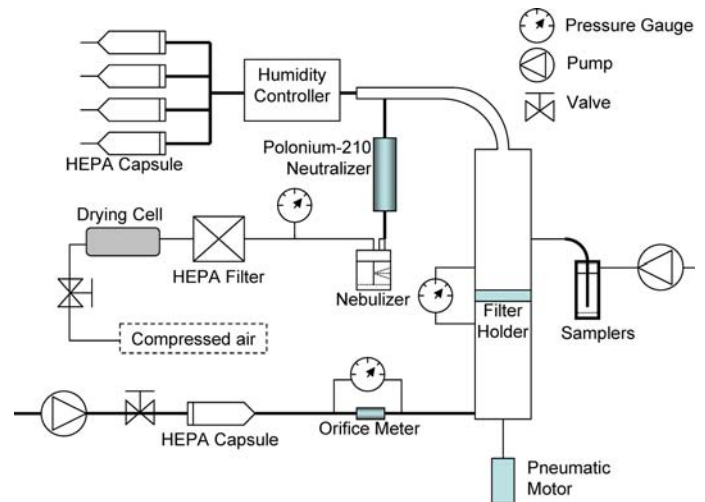 Pressure Gauge
Pump
Valve
Humidity
Controller
HEPA Capsule
Polonium-210
Neutralizer
Drying Cell
HEPA Filter
Nebulizer
Compressed air
Filter
Holder
Samplers
HEPA Capsule
Orifice Meter
Pneumatic
Motor